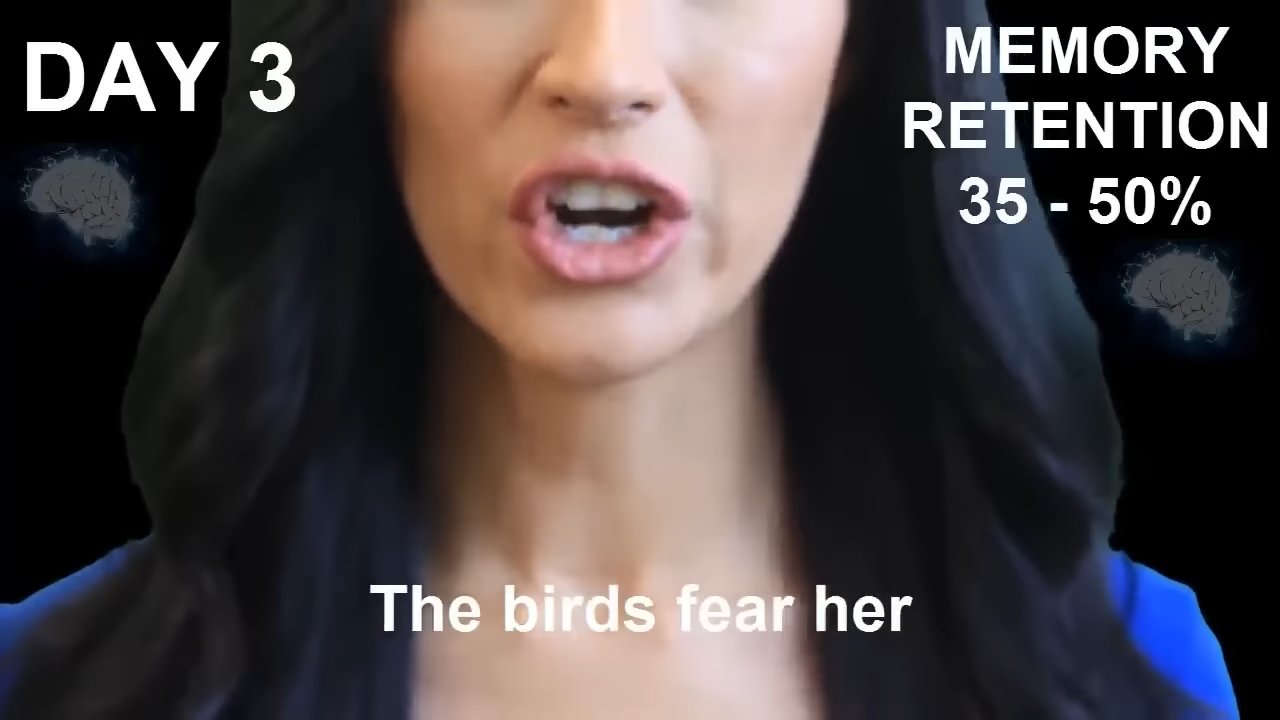 DAY 3
MEMORY
RETENTION
35 - 50%
The birds fear her